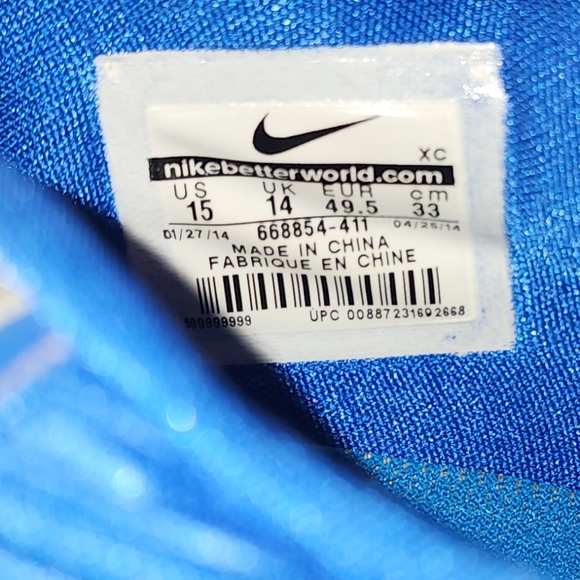 XC
nikebetterworld.com
US UK EUR cm
15 14 49.5 33
01/27/14 668854-411 04/25/14
MADE IN CHINA
FABRIQUE EN CHINE
999999999 UPC 00887231692668